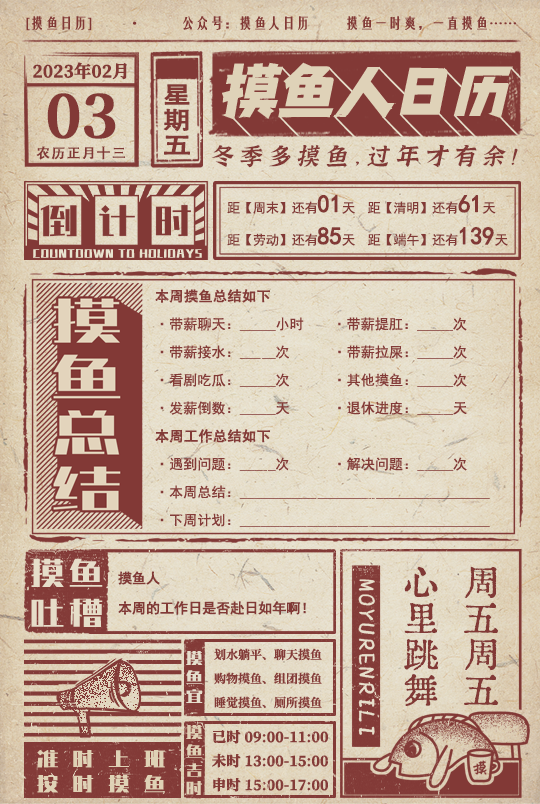 [摸鱼日历] · 公众号：摸鱼人日历 摸鱼一时爽，一直摸鱼……
2023年02月
03
农历正月十三
星期五
摸鱼人日历
冬季多摸鱼，过年才有余！
倒计时
COUNTDOWN TO HOLIDAYS
距【周末】还有01天 距【清明】还有61天
距【劳动】还有85天 距【端午】还有139天
摸鱼总结
本周摸鱼总结如下
·带薪聊天：____小时 ·带薪提肛：____次
·带薪接水：____次 ·带薪拉屎：____次
·看剧吃瓜：____次 ·其他摸鱼：____次
·发薪倒数：____天 ·退休进度：____天
本周工作总结如下
·遇到问题：____次 ·解决问题：____次
·本周总结：____
·下周计划：____
摸鱼
吐槽
摸鱼人
本周的工作日是否赴日如年啊！
准时上班
按时摸鱼
摸鱼宜
划水躺平、聊天摸鱼
购物摸鱼、组团摸鱼
睡觉摸鱼、厕所摸鱼
摸鱼吉时
已时 09:00-11:00
未时 13:00-15:00
申时 15:00-17:00
周五周五
心里跳舞
MOYURENRILI
摸